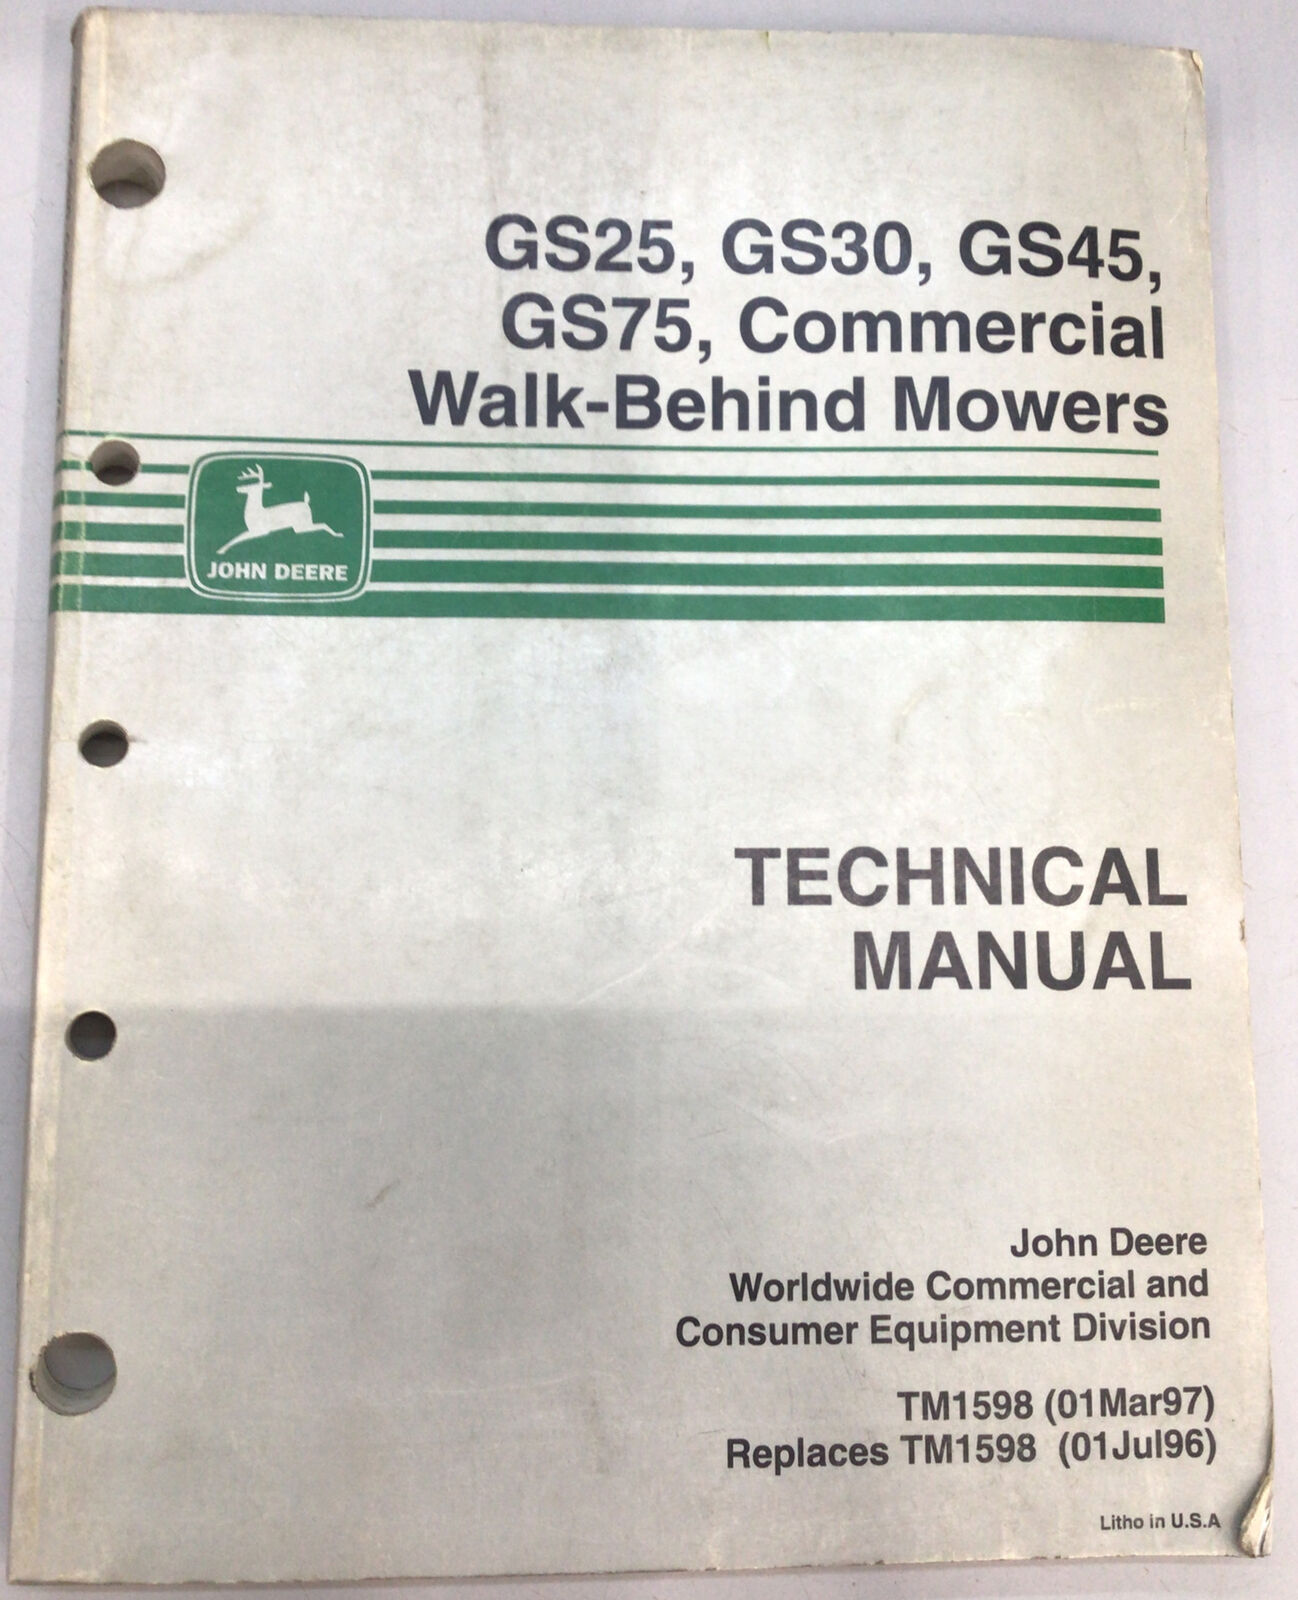 GS25, GS30, GS45,
GS75, Commercial
Walk-Behind Mowers
JOHN DEERE
TECHNICAL
MANUAL
John Deere
Worldwide Commercial and
Consumer Equipment Division
TM1598 (01Mar97)
Replaces TM1598 (01Jul96)
Litho in U.S.A